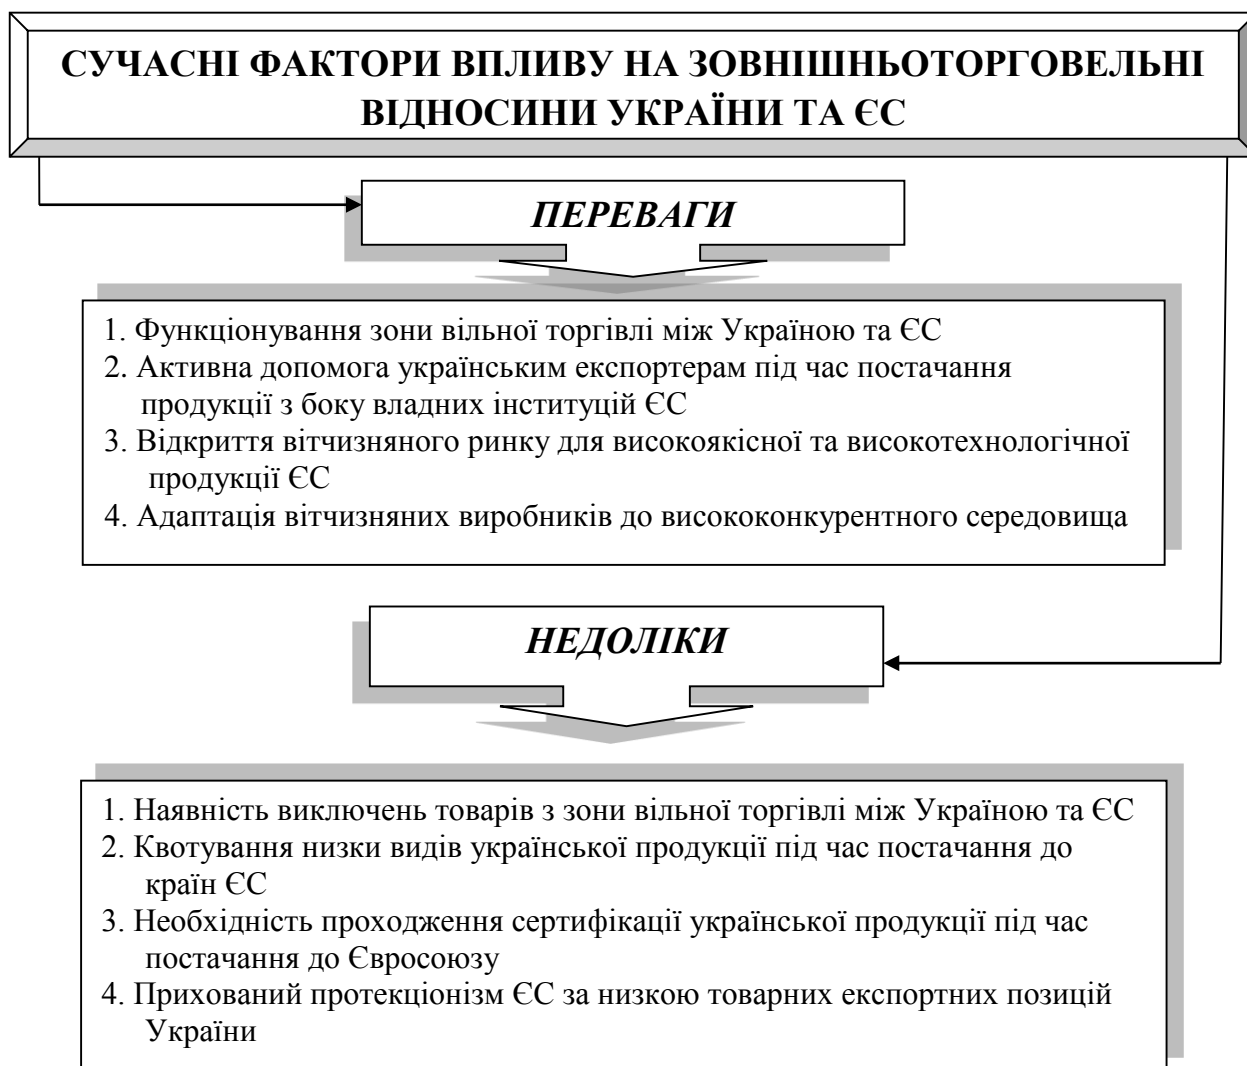 СУЧАСНІ ФАКТОРИ ВПЛИВУ НА ЗОВНІШНЬОТОРГОВЕЛЬНІ
ВІДНОСИНИ УКРАЇНИ ТА ЄС
ПЕРЕВАГИ
1. Функціонування зони вільної торгівлі між Україною та ЄС
2. Активна допомога українським експортерам під час постачання
продукції з боку владних інституцій ЄС
3. Відкриття вітчизняного ринку для високоякісної та високотехнологічної
продукції ЄС
4. Адаптація вітчизняних виробників до висококонкурентного середовища
НЕДОЛІКИ
1. Наявність виключень товарів з зони вільної торгівлі між Україною та ЄС
2. Квотування низки видів української продукції під час постачання до
країн ЄС
3. Необхідність проходження сертифікації української продукції під час
постачання до Євросоюзу
4. Прихований протекціонізм ЄС за низкою товарних експортних позицій
України